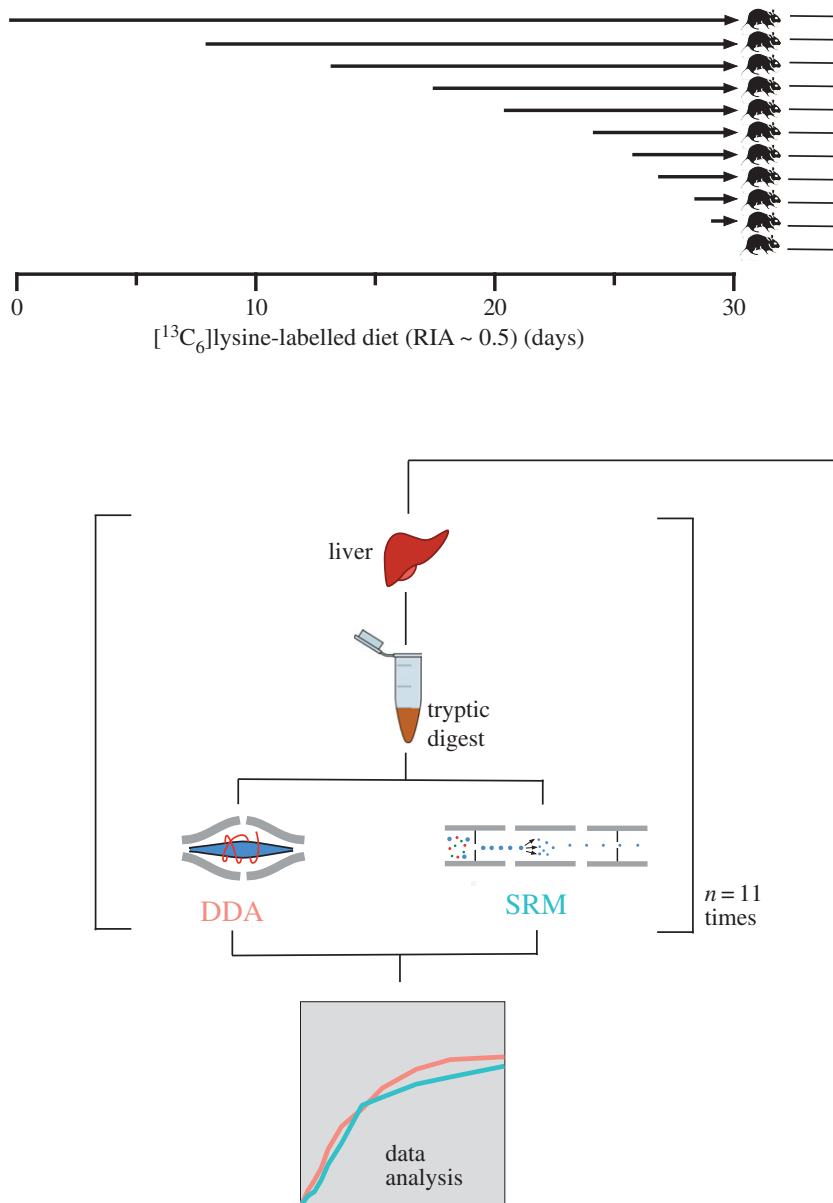 0 10 20 30
[¹³C₆]lysine-labelled diet (RIA ~ 0.5) (days)
liver
tryptic
digest
DDA
SRM
n = 11
times
data
analysis